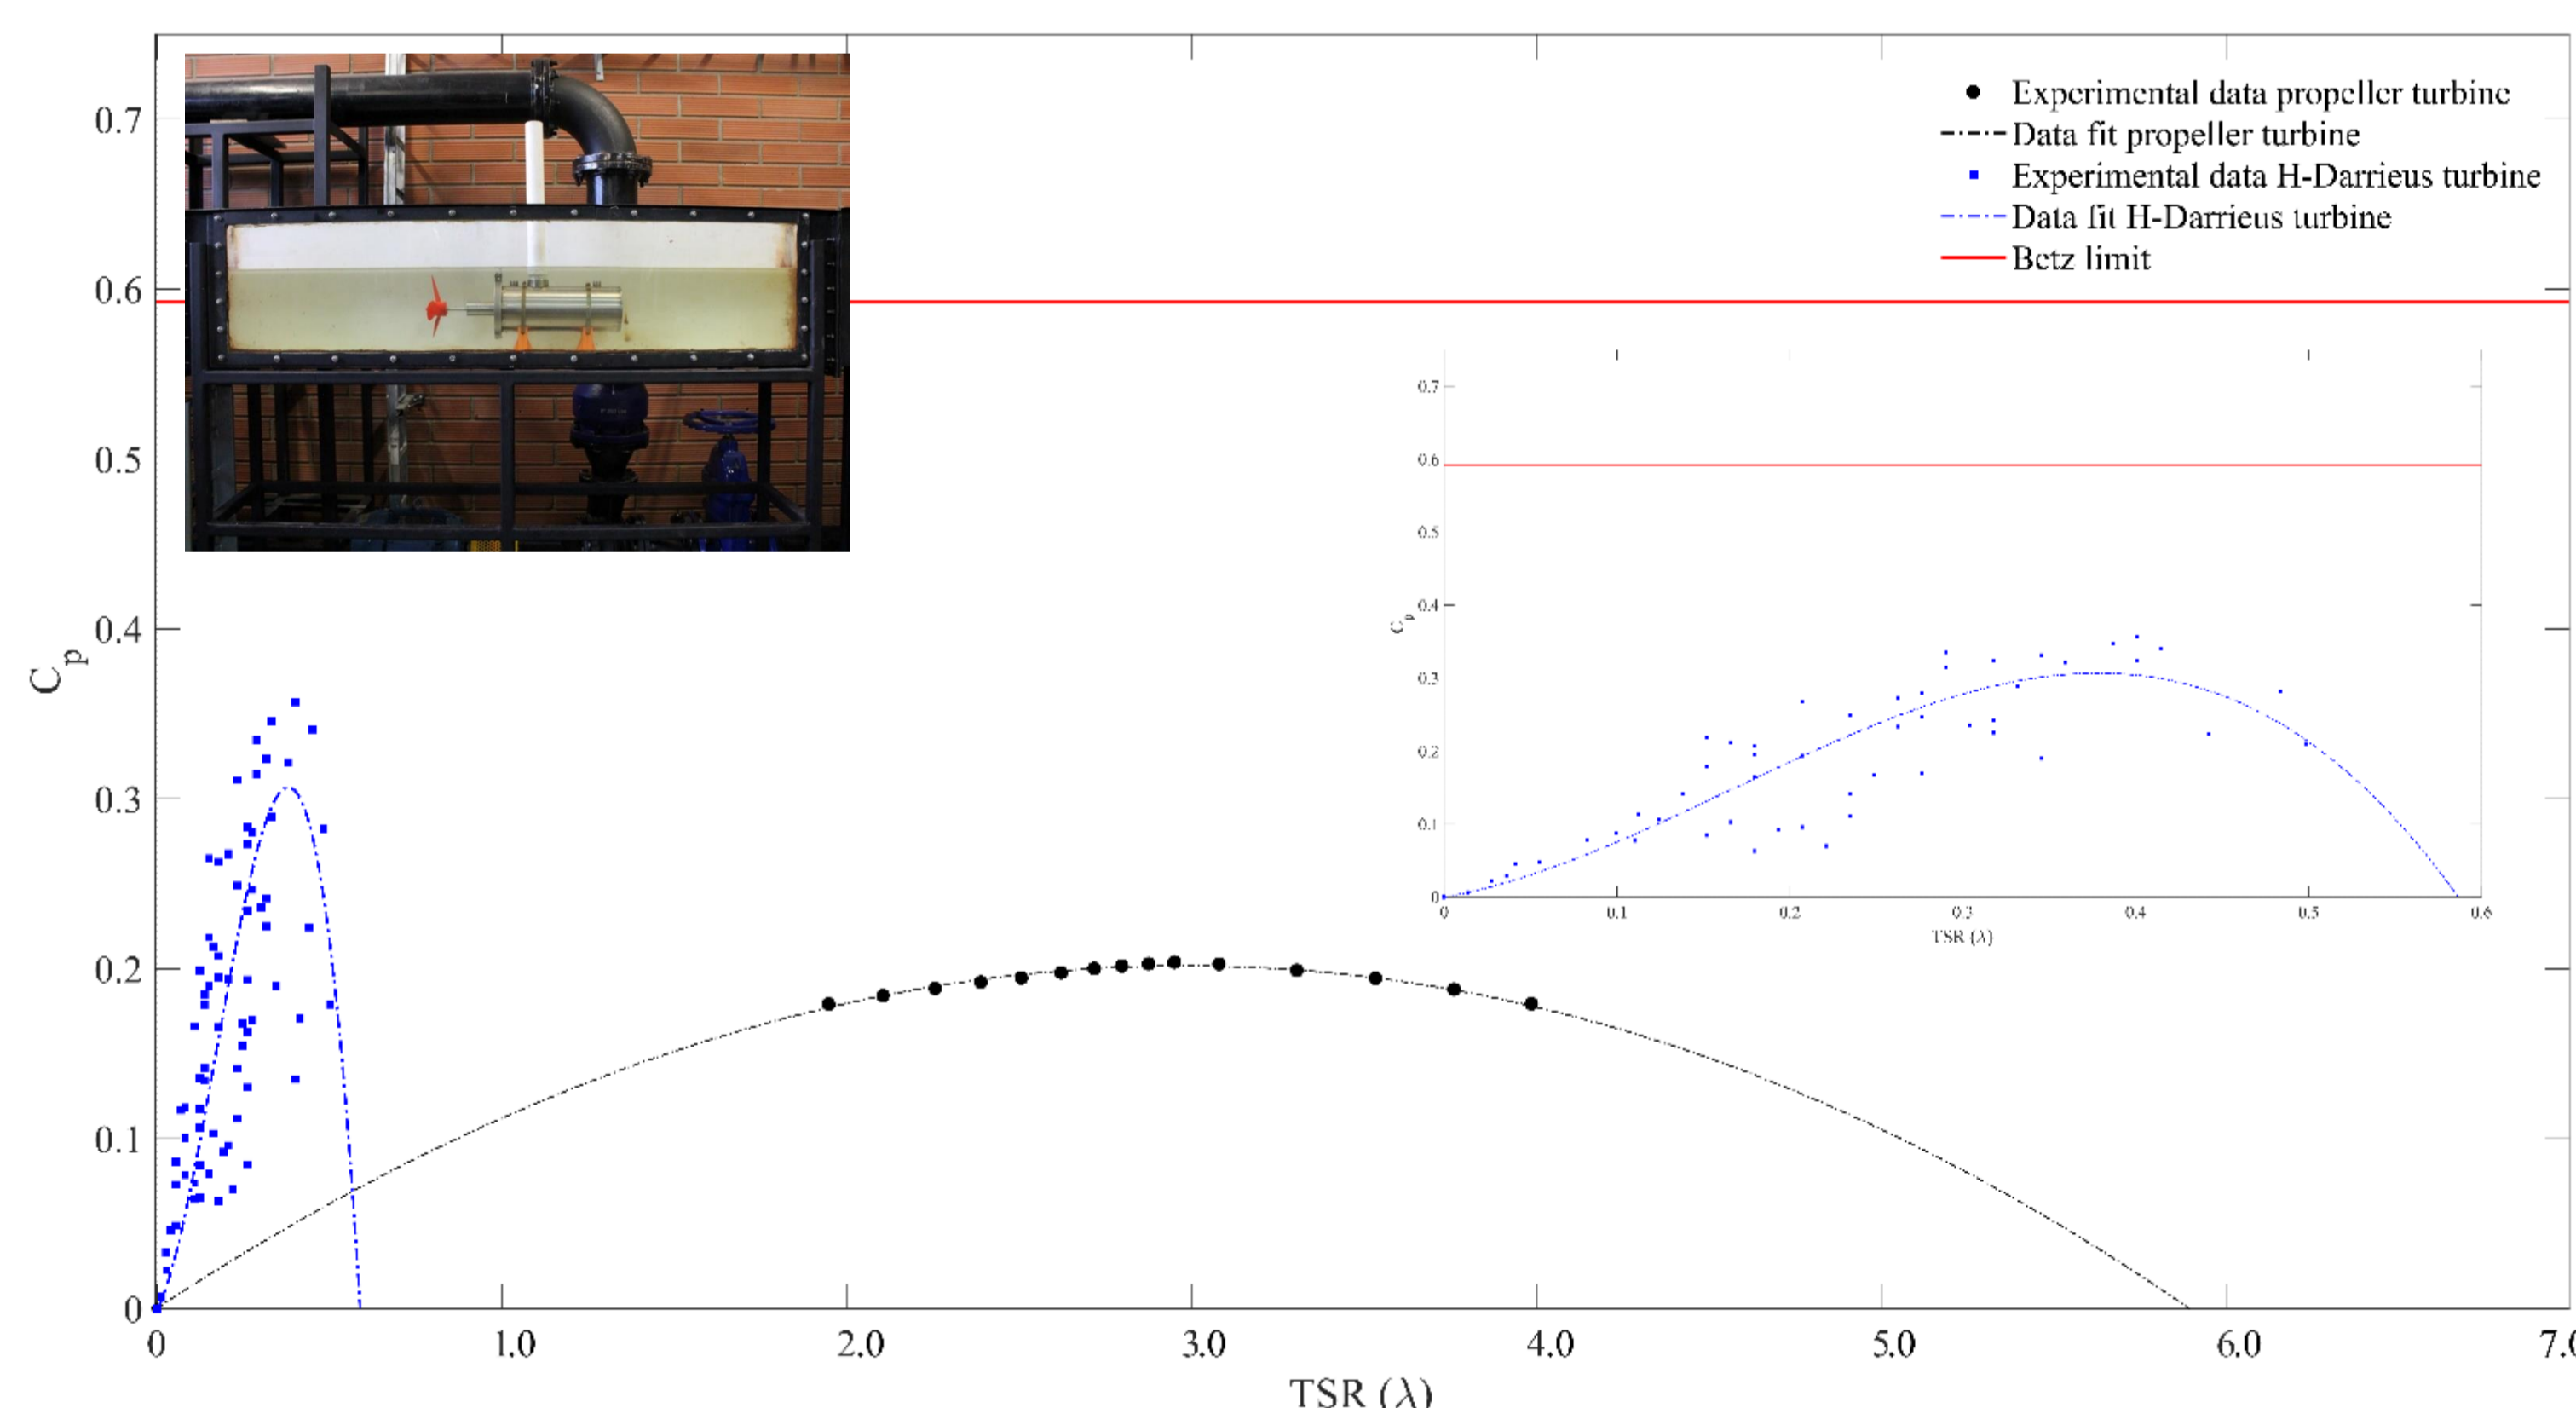 Experimental data propeller turbine
Data fit propeller turbine
Experimental data H-Darrieus turbine
Data fit H-Darrieus turbine
Betz limit
0.7
0.6
0.5
0.4
0.3
0.2
0.1
0
Cp
0 1.0 2.0 3.0 4.0 5.0 6.0 7.0
TSR (λ)
0.7
0.6
0.5
0.4
0.3
0.2
0.1
0
Cp
0 0.1 0.2 0.3 0.4 0.5 0.6
TSR (λ)